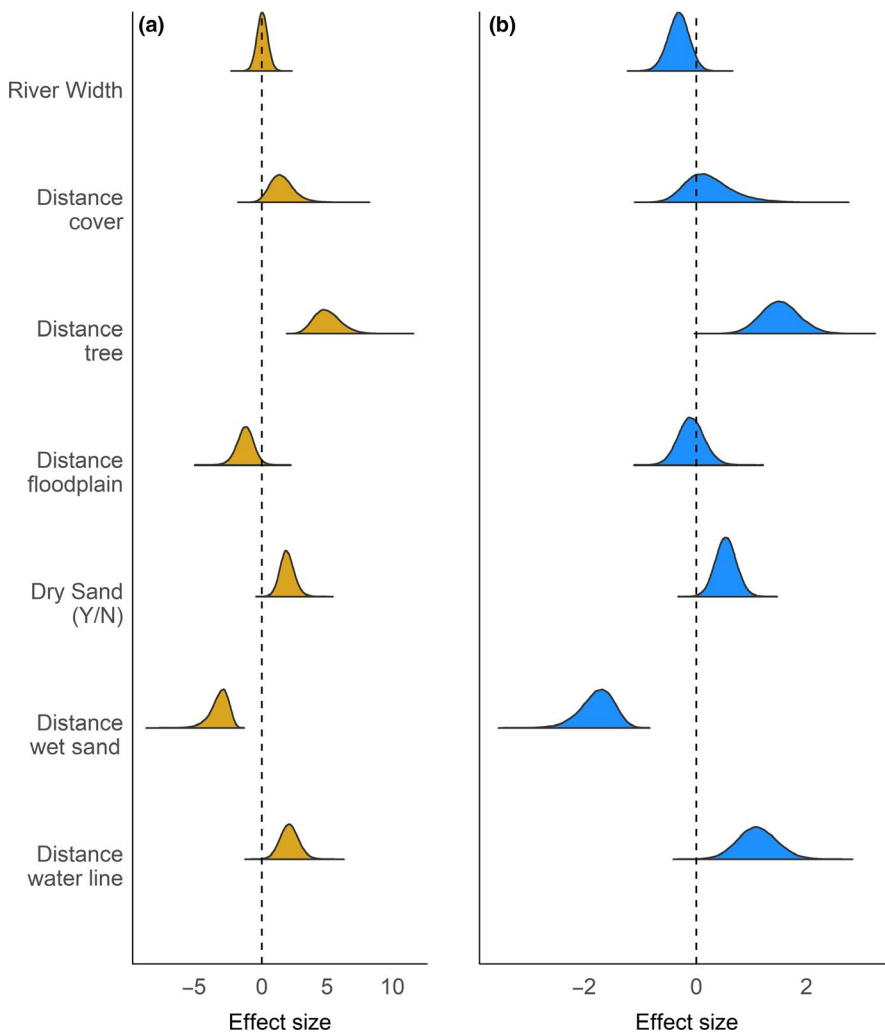 (a)
(b)
River Width
Distance
cover
Distance
tree
Distance
floodplain
Dry Sand
(Y/N)
Distance
wet sand
Distance
water line
−5 0 5 10
−2 0 2
Effect size
Effect size